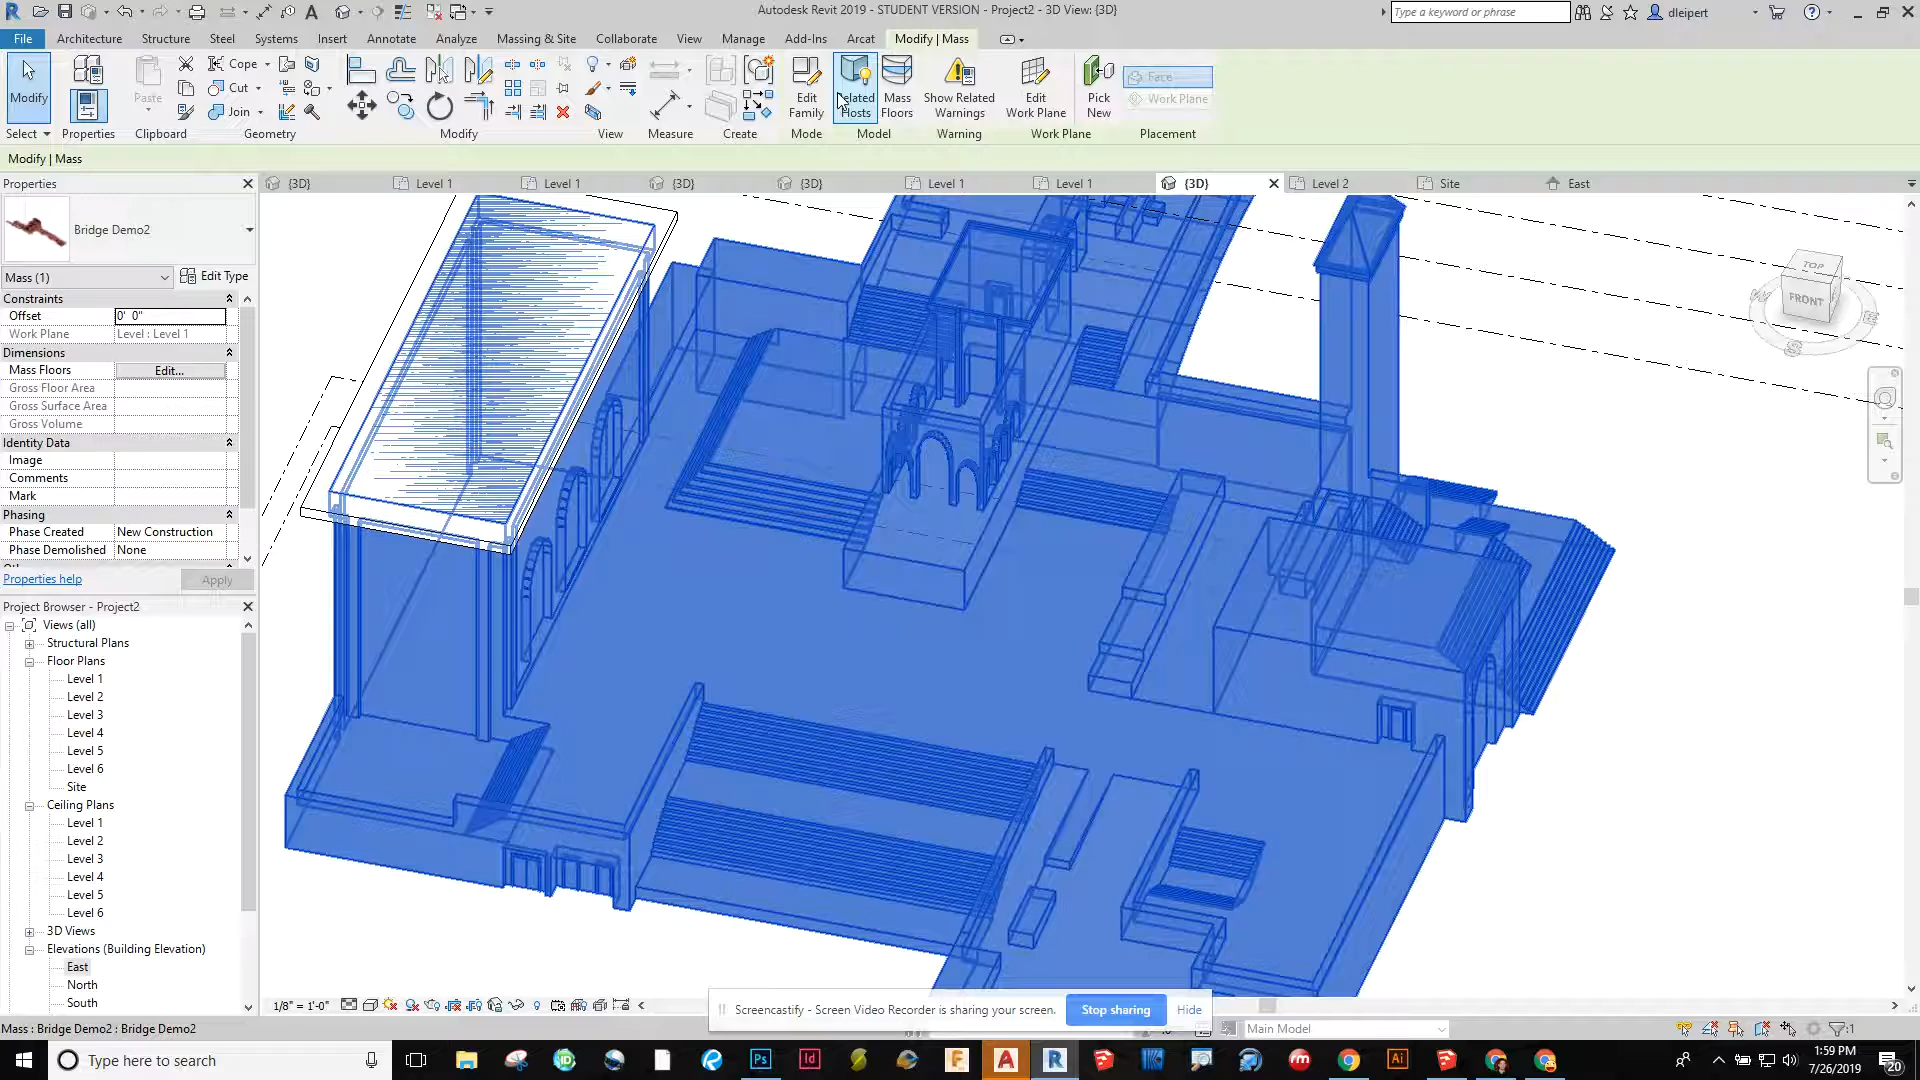 Autodesk Revit 2019 - STUDENT VERSION - Project2 - 3D View: {3D}
Type a keyword or phrase
dleipert
File Architecture Structure Steel Systems Insert Annotate Analyze Massing & Site Collaborate View Manage Add-Ins Arcat Modify | Mass
Modify
Paste
Cope
Cut
Join
Edit Family
Hosts
Mass Floors
Show Related Warnings
Edit Work Plane
Pick New
Face
Work Plane
Select Properties Clipboard Geometry Modify View Measure Create Mode Model Warning Work Plane Placement
Modify | Mass
Properties
{3D} Level 1 Level 1 {3D} {3D} Level 1 Level 1 {3D} Level 2 Site East
Bridge Demo2
Mass (1) Edit Type
Constraints
Offset 0' 0"
Work Plane Level : Level 1
Dimensions
Mass Floors Edit...
Gross Floor Area
Gross Surface Area
Gross Volume
Identity Data
Image
Comments
Mark
Phasing
Phase Created New Construction
Phase Demolished None
Properties help Apply
Project Browser - Project2
Views (all)
Structural Plans
Floor Plans
Level 1
Level 2
Level 3
Level 4
Level 5
Level 6
Site
Ceiling Plans
Level 1
Level 2
Level 3
Level 4
Level 5
Level 6
3D Views
Elevations (Building Elevation)
East
North
South
TOP
FRONT
S
E
1/8" = 1'-0"
Screencastify - Screen Video Recorder is sharing your screen. Stop sharing Hide
Mass : Bridge Demo2 : Bridge Demo2
Main Model
:1
Type here to search
1:59 PM
7/26/2019
20